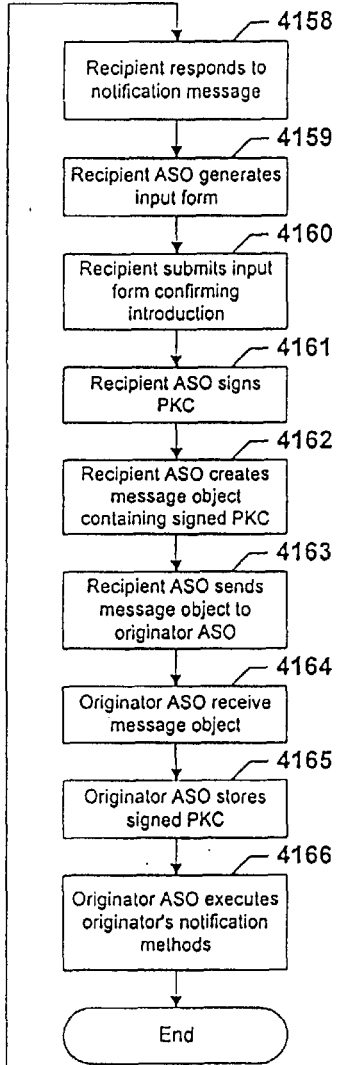 4158
Recipient responds to
notification message
4159
Recipient ASO generates
input form
4160
Recipient submits input
form confirming
introduction
4161
Recipient ASO signs
PKC
4162
Recipient ASO creates
message object
containing signed PKC
4163
Recipient ASO sends
message object to
originator ASO
4164
Originator ASO receive
message object
4165
Originator ASO stores
signed PKC
4166
Originator ASO executes
originator's notification
methods
End